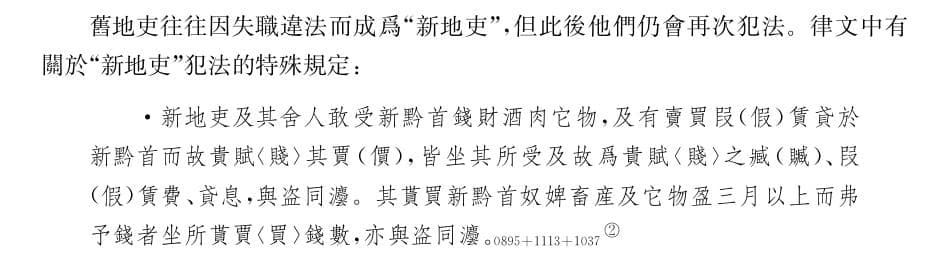 舊地吏往往因失職違法而成爲“新地吏”,但此後他們仍會再次犯法。律文中有
關於“新地吏”犯法的特殊規定:
·新地吏及其舍人敢受新黔首錢財酒肉它物,及有賣買叚(假)賃貣於
新黔首而故貴賦〈賤〉其賈(價),皆坐其所受及故爲貴賦〈賤〉之臧(贓)、叚
(假)賃費、貣息,與盗同灋。其貰買新黔首奴婢畜産及它物盈三月以上而弗
予錢者坐所貰賈〈買〉錢數,亦與盗同灋。0895+1113+1037②